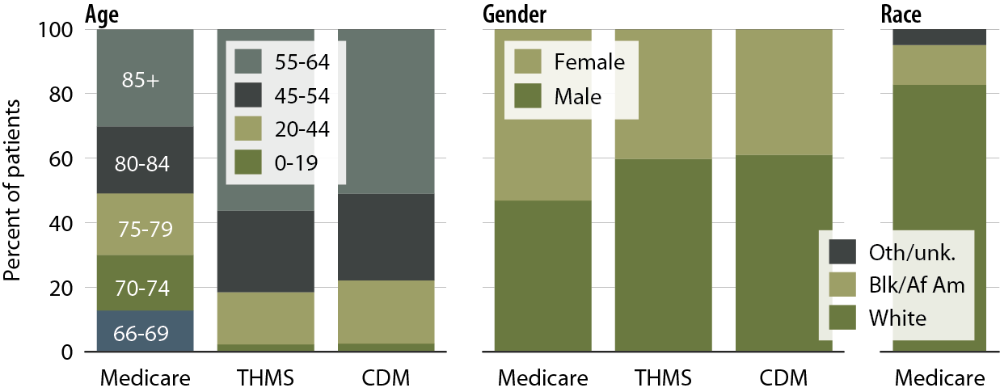 Age
Gender
Race
Percent of patients
100
80
60
40
20
0
85+
80-84
75-79
70-74
66-69
55-64
45-54
20-44
0-19
Medicare
THMS
CDM
Female
Male
Medicare
THMS
CDM
Oth/unk.
Blk/Af Am
White
Medicare